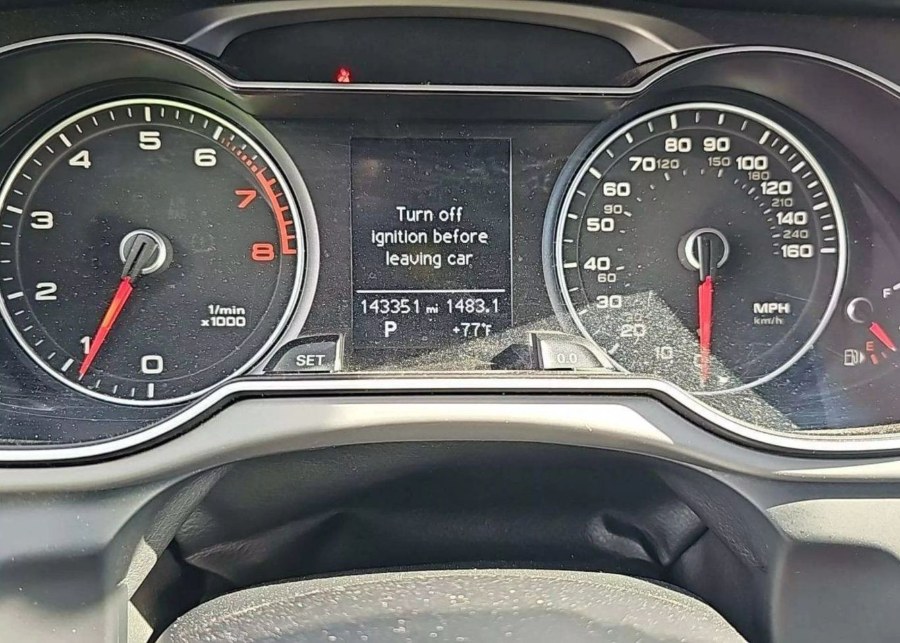 5
4
6
3
7
2
8
1/min
x1000
1
0
SET
Turn off
ignition before
leaving car
143351 mi 1483.1
P +77°F
0.0
80 90
70 120 150 100
180
60 120
90 210
50 140
240
40 160
60
30 MPH
km/h
20
10
F
E